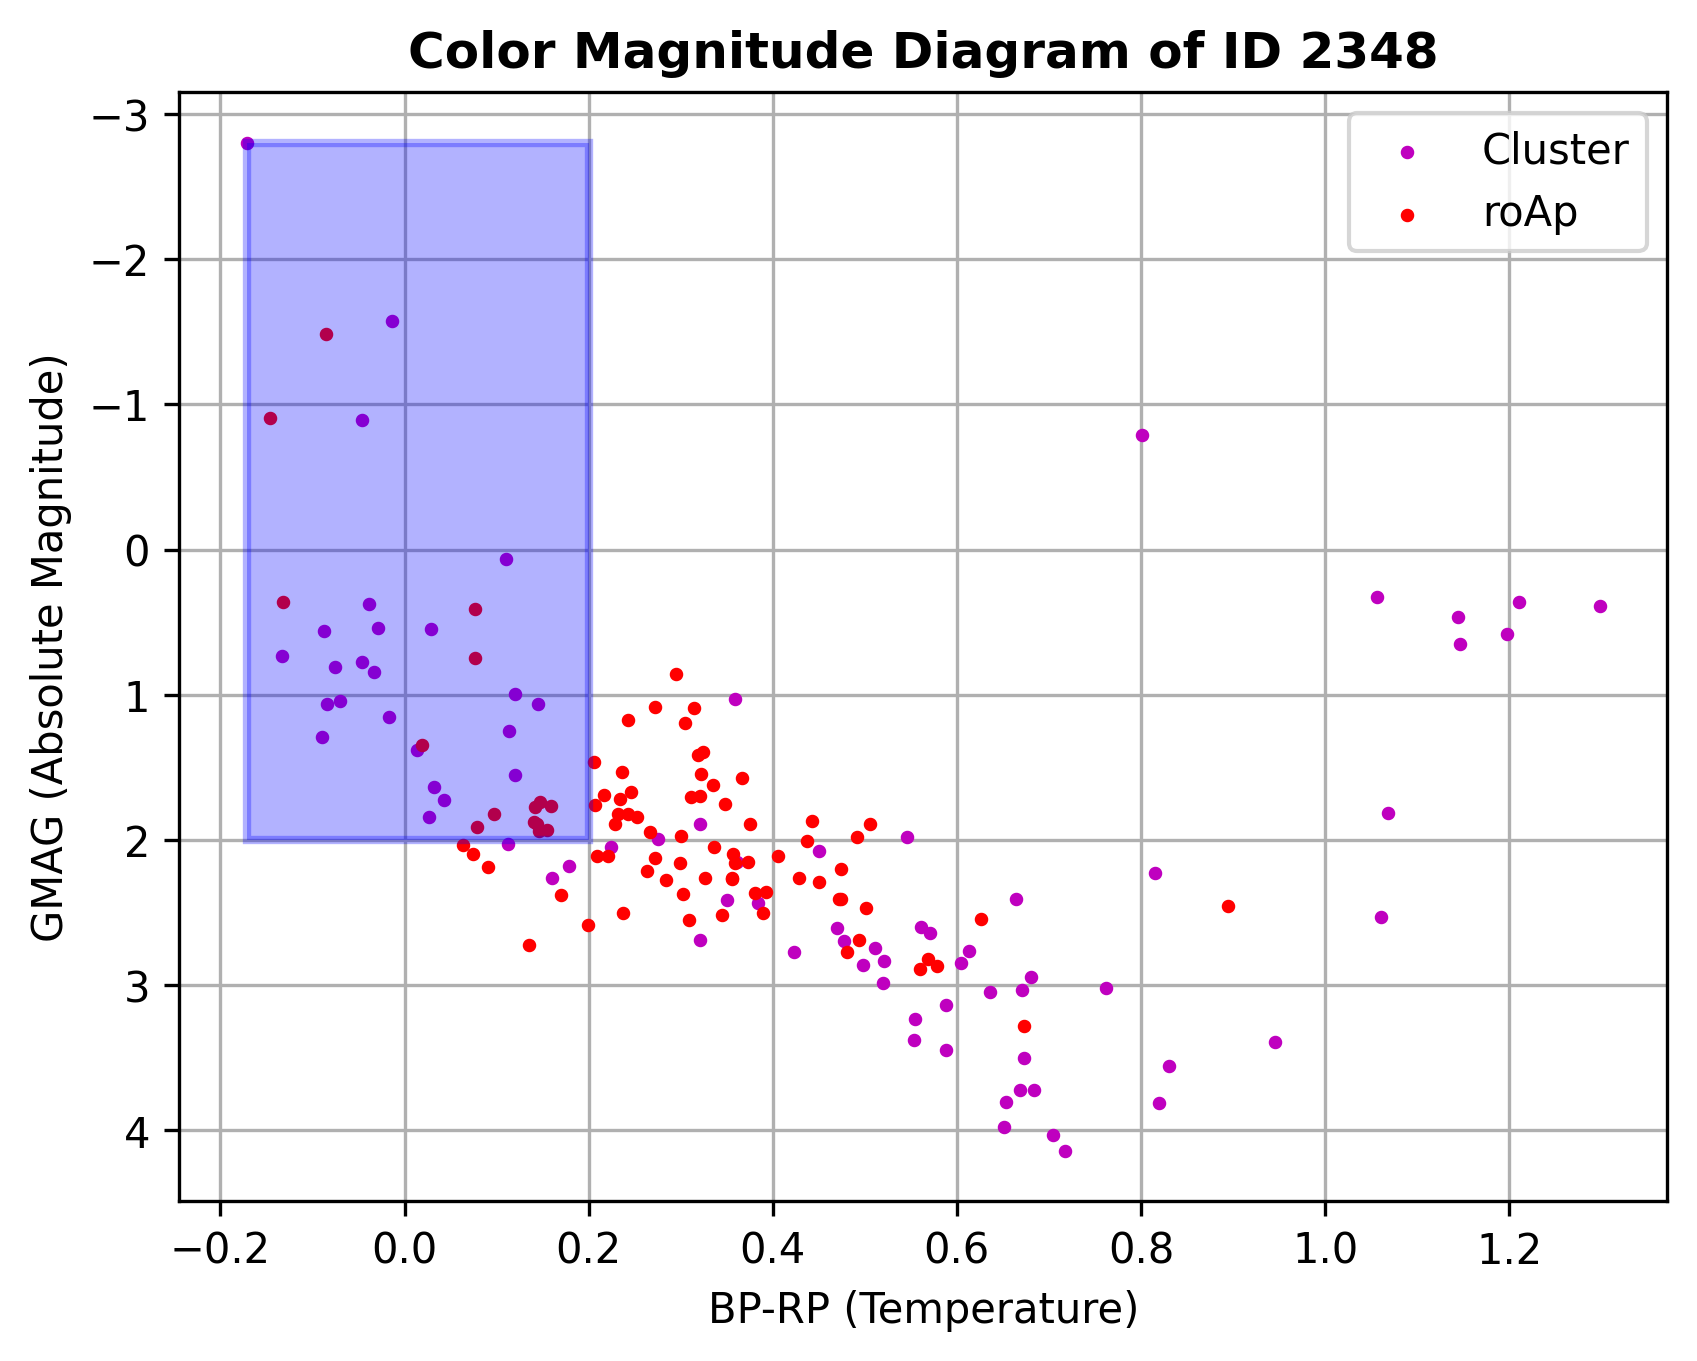 Color Magnitude Diagram of ID 2348
Cluster
roAp
GMAG (Absolute Magnitude)
−3
−2
−1
0
1
2
3
4
−0.2 0.0 0.2 0.4 0.6 0.8 1.0 1.2
BP-RP (Temperature)